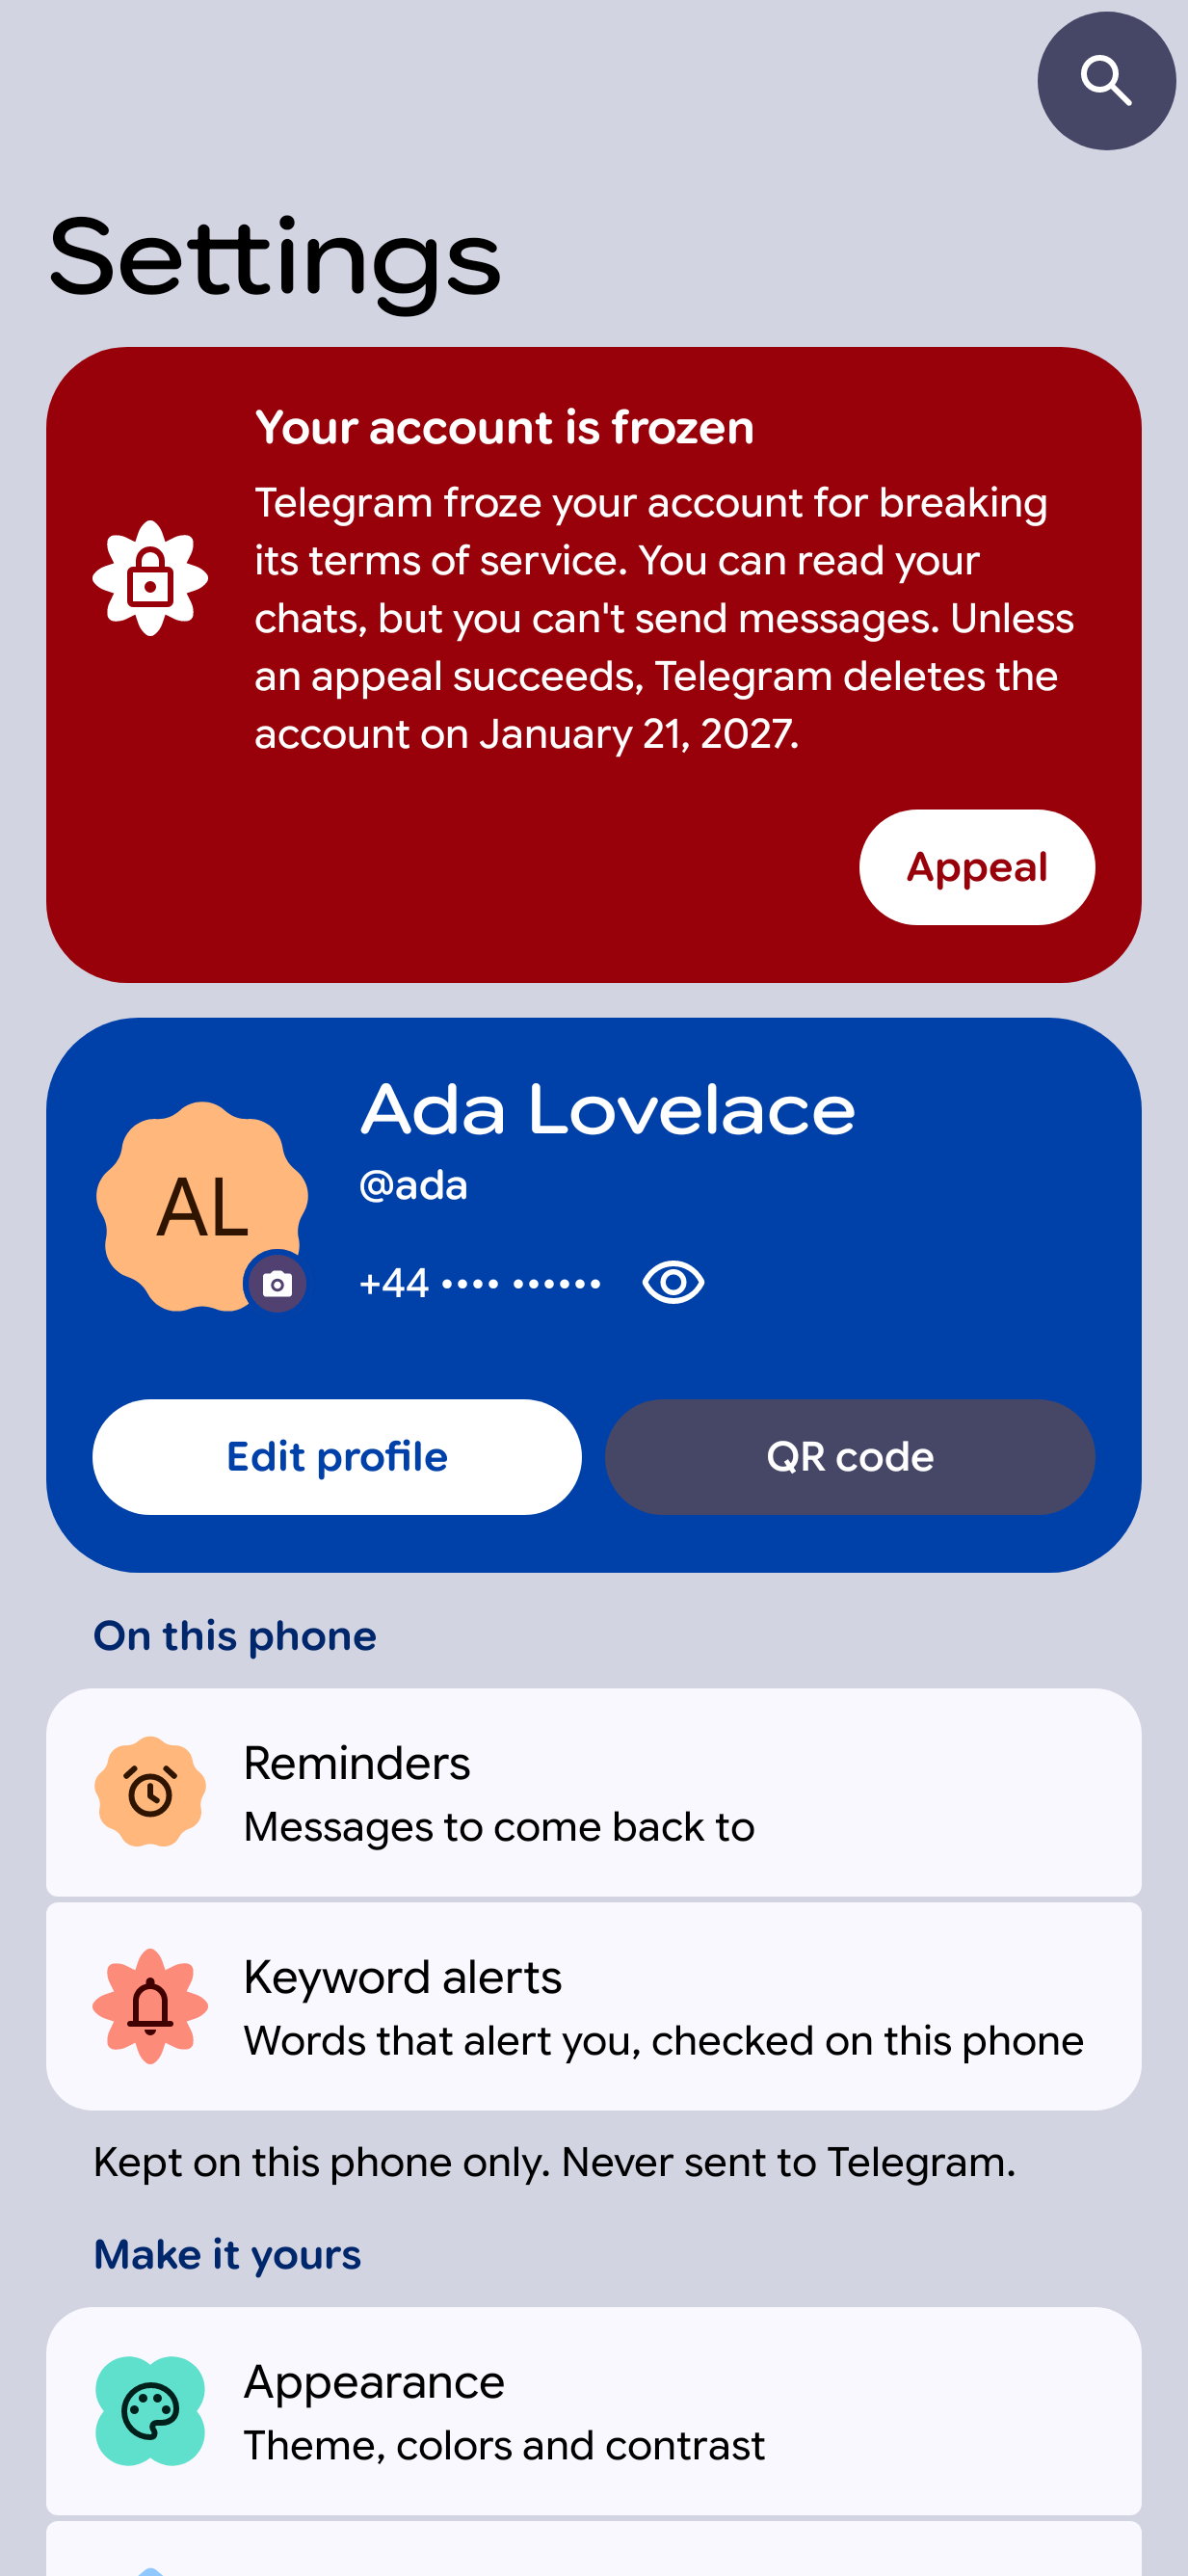 Settings
Your account is frozen
Telegram froze your account for breaking
its terms of service. You can read your
chats, but you can't send messages. Unless
an appeal succeeds, Telegram deletes the
account on January 21, 2027.
Appeal
Ada Lovelace
@ada
AL
+44 •••• ••••••
Edit profile
QR code
On this phone
Reminders
Messages to come back to
Keyword alerts
Words that alert you, checked on this phone
Kept on this phone only. Never sent to Telegram.
Make it yours
Appearance
Theme, colors and contrast